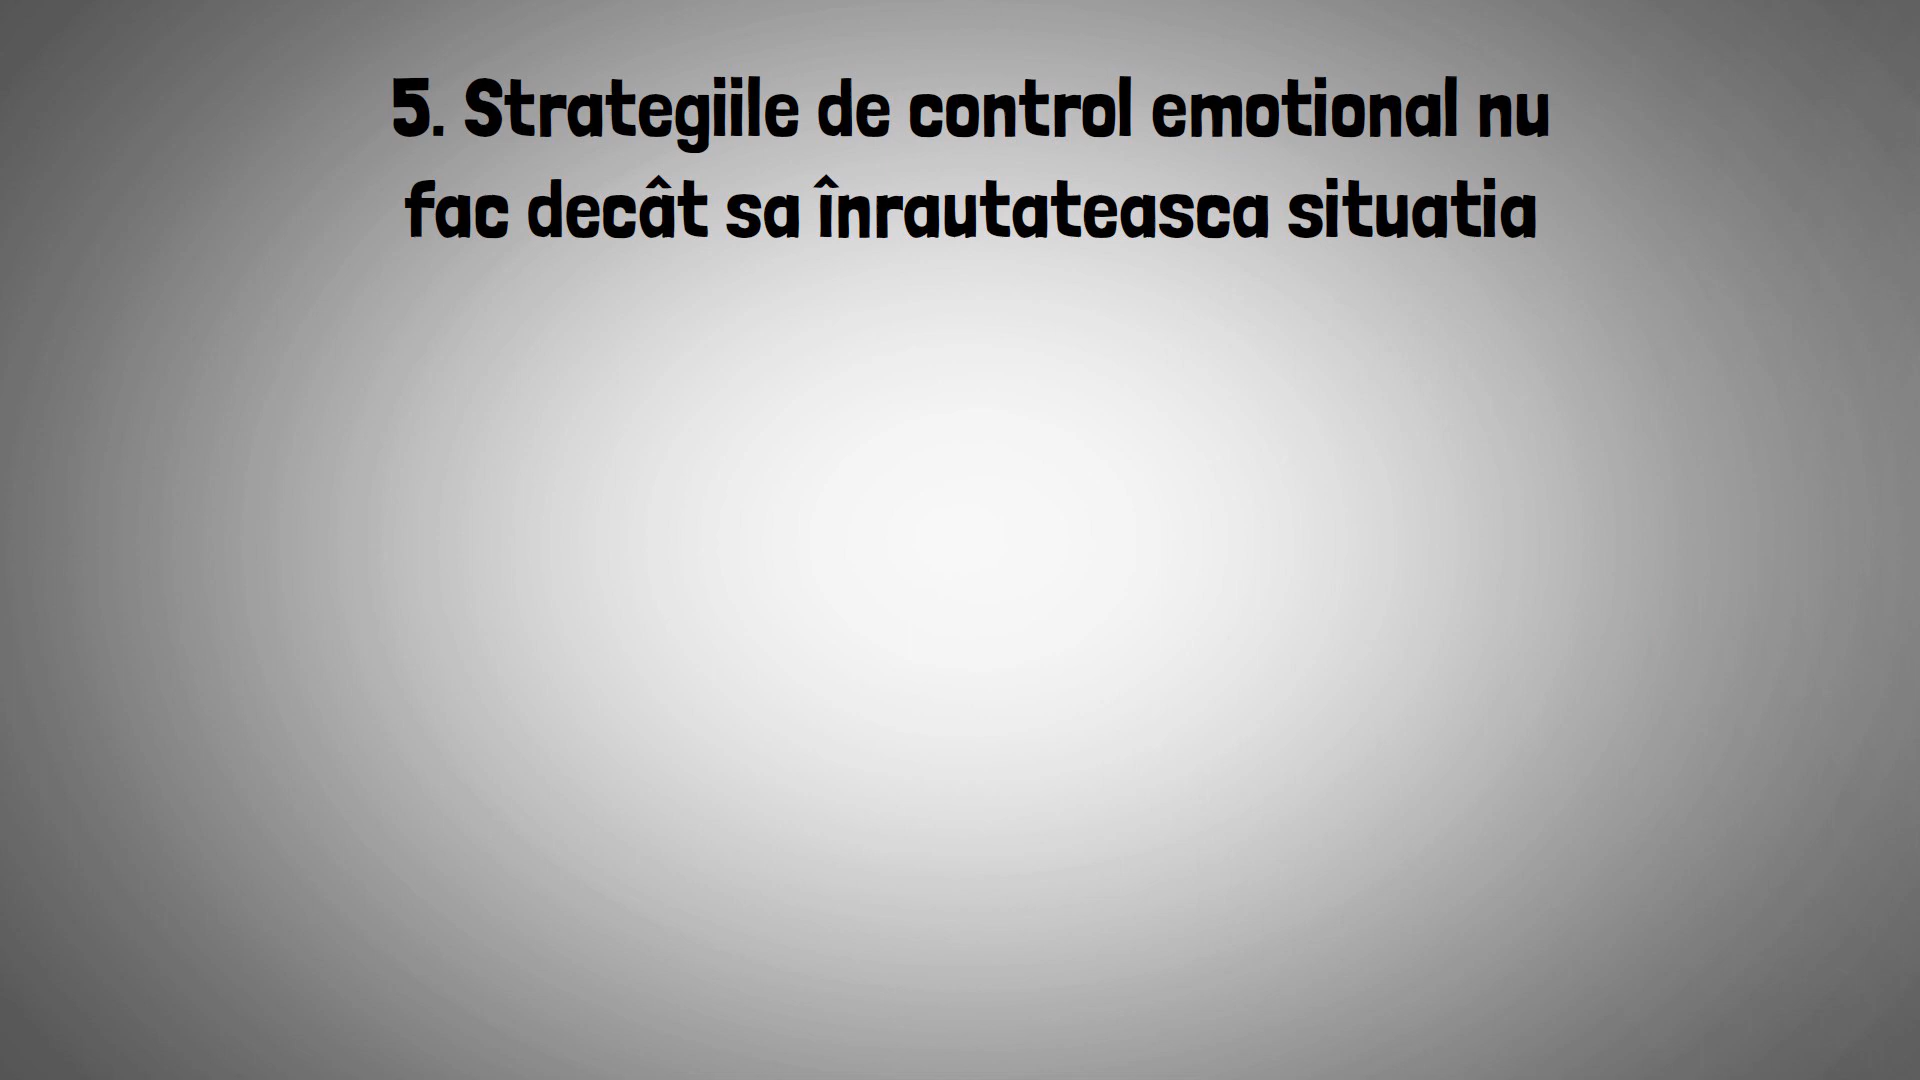 5. Strategiile de control emotional nu
fac decât sa înrautateasca situatia